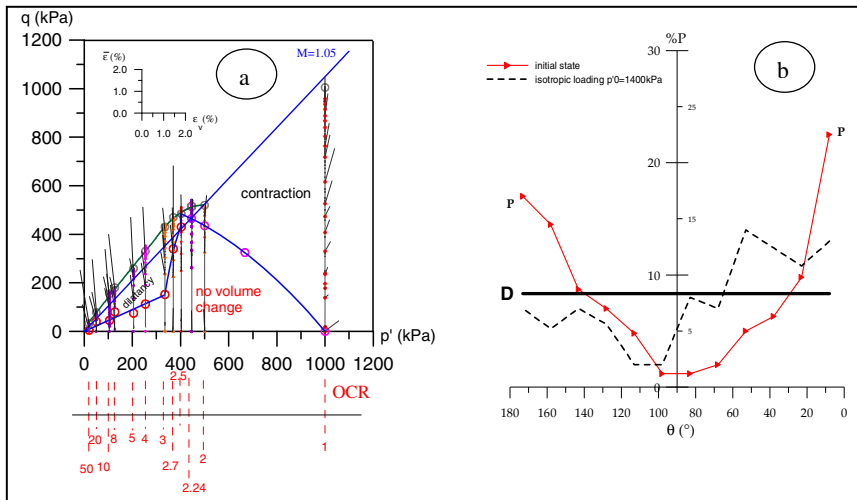 q (kPa)
1200
1000
800
600
400
200
0
ε̅ (%)
2.0
1.0
0.0
0.0 1.0 2.0
ε (%)
v
a
M=1.05
contraction
dilatancy
no volume
change
0 200 400 600 800 1000 1200
p' (kPa)
OCR
50
20
10
8
5
4
3
2.7
2.5
2.24
2
1
%P
b
initial state
isotropic loading p'0=1400kPa
30
25
20
15
10
5
0
P
P
D
180 160 140 120 100 80 60 40 20 0
θ (°)